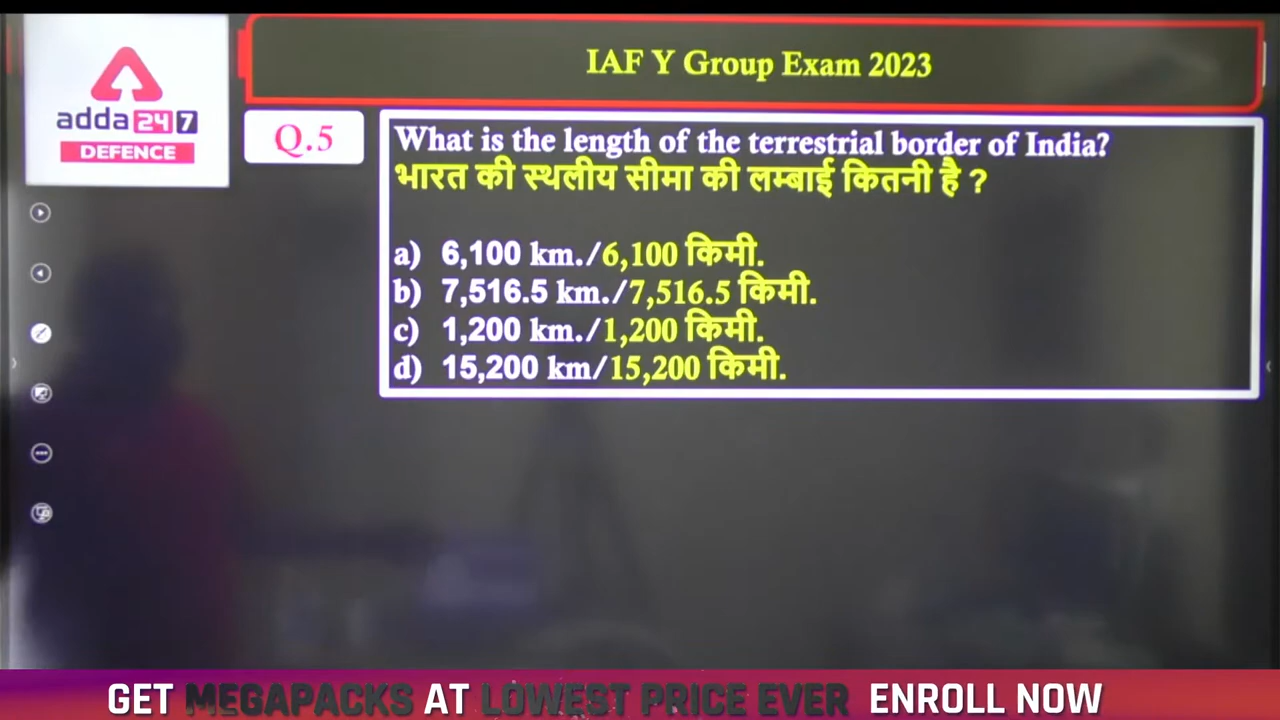 adda 247
DEFENCE
IAF Y Group Exam 2023
Q.5
What is the length of the terrestrial border of India?
भारत की स्थलीय सीमा की लम्बाई कितनी है ?
a) 6,100 km./6,100 किमी.
b) 7,516.5 km./7,516.5 किमी.
c) 1,200 km./1,200 किमी.
d) 15,200 km/15,200 किमी.
GET MEGAPACKS AT LOWEST PRICE EVER ENROLL NOW